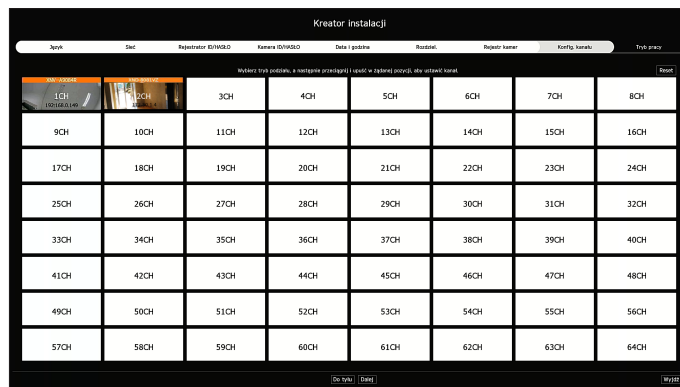 Kreator instalacji
Język Sieć Rejestrator ID/HASŁO Kamera ID/HASŁO Data i godzina Rozdziel. Rejestr kamer Konfig. kanału Tryb pracy
Wybierz tryb podziału, a następnie przeciągnij i upuść w żądanej pozycji, aby ustawić kanał.
Reset
1CH 2CH 3CH 4CH 5CH 6CH 7CH 8CH
192.168.0.149
9CH 10CH 11CH 12CH 13CH 14CH 15CH 16CH
17CH 18CH 19CH 20CH 21CH 22CH 23CH 24CH
25CH 26CH 27CH 28CH 29CH 30CH 31CH 32CH
33CH 34CH 35CH 36CH 37CH 38CH 39CH 40CH
41CH 42CH 43CH 44CH 45CH 46CH 47CH 48CH
49CH 50CH 51CH 52CH 53CH 54CH 55CH 56CH
57CH 58CH 59CH 60CH 61CH 62CH 63CH 64CH
Do tyłu Dalej Wyjdź